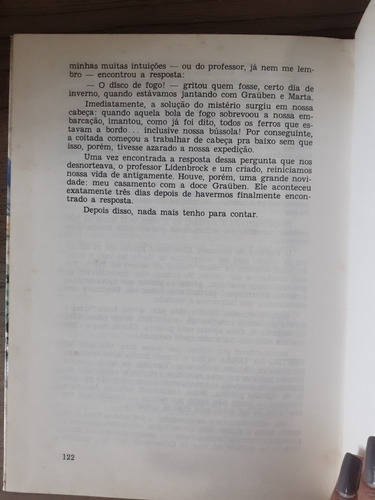 minhas muitas intuições — ou do professor, já nem me lem-
bro — encontrou a resposta:
— O disco de fogo! — gritou quem fosse, certo dia de
inverno, quando estávamos jantando com Graüben e Marta.
Imediatamente, a solução do mistério surgiu em nossa
cabeça: quando aquela bola de fogo sobrevoou a nossa em-
barcação, imantou, como já foi dito, todos os ferros que es-
tavam a bordo... inclusive nossa bússola! Por conseguinte,
a coitada começou a trabalhar de cabeça pra baixo sem que
isso, porém, tivesse azarado a nossa expedição.
Uma vez encontrada a resposta dessa pergunta que nos
desnorteava, o professor Lidenbrock e um criado, reiniciamos
nossa vida de antigamente. Houve, porém, uma grande novi-
dade: meu casamento com a doce Graüben. Ele aconteceu
exatamente três dias depois de havermos finalmente encon-
trado a resposta.
Depois disso, nada mais tenho para contar.
122